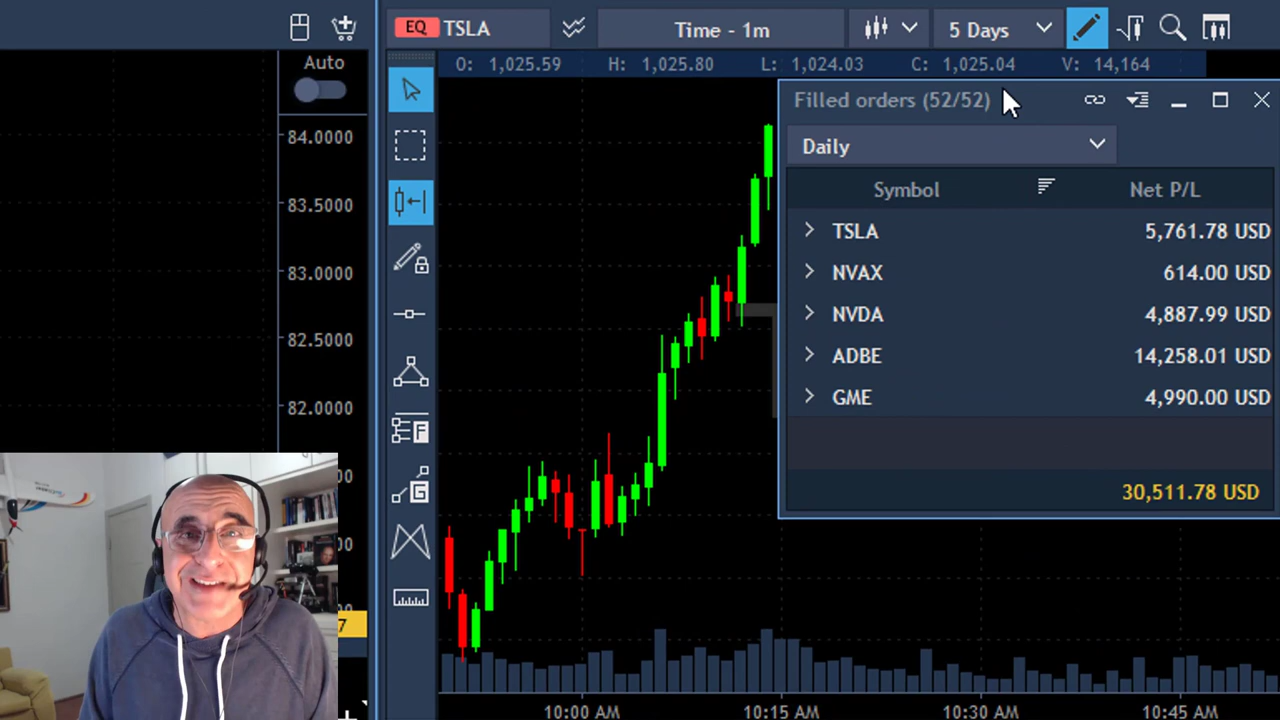 EQ TSLA
Time - 1m
5 Days
O: 1,025.59 H: 1,025.80 L: 1,024.03 C: 1,025.04 V: 14,164
Auto
84.0000
83.5000
83.0000
82.5000
82.0000
00
00
00
7
Filled orders (52/52)
Daily
Symbol Net P/L
TSLA 5,761.78 USD
NVAX 614.00 USD
NVDA 4,887.99 USD
ADBE 14,258.01 USD
GME 4,990.00 USD
30,511.78 USD
F
G
10:00 AM 10:15 AM 10:30 AM 10:45 AM